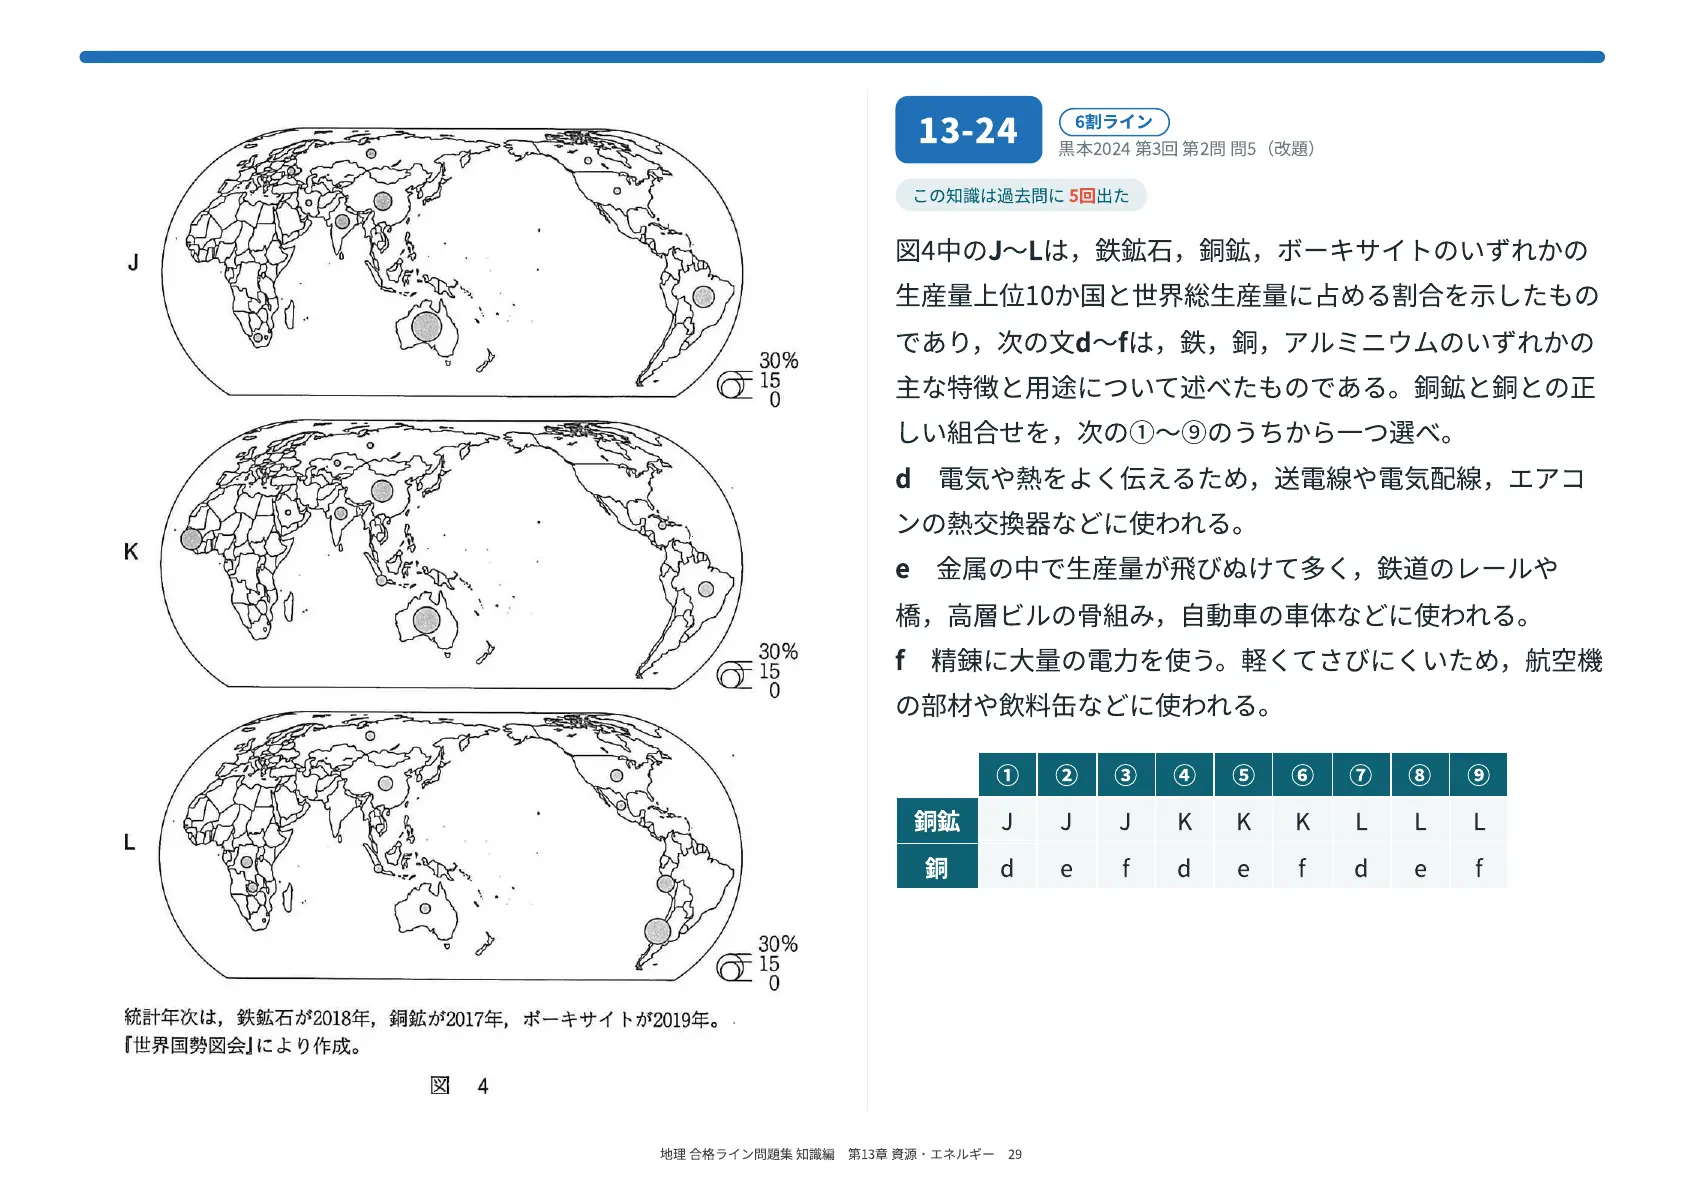 J
30%
15
0
K
30%
15
0
L
30%
15
0
統計年次は，鉄鉱石が2018年，銅鉱が2017年，ボーキサイトが2019年。
『世界国勢図会』により作成。
図 4
13-24
6割ライン
黒本2024 第3回 第2問 問5（改題）
この知識は過去問に 5回出た
図4中のJ～Lは，鉄鉱石，銅鉱，ボーキサイトのいずれかの
生産量上位10か国と世界総生産量に占める割合を示したもの
であり，次の文d～fは，鉄，銅，アルミニウムのいずれかの
主な特徴と用途について述べたものである。銅鉱と銅との正
しい組合せを，次の①～⑨のうちから一つ選べ。
d 電気や熱をよく伝えるため，送電線や電気配線，エアコ
ンの熱交換器などに使われる。
e 金属の中で生産量が飛びぬけて多く，鉄道のレールや
橋，高層ビルの骨組み，自動車の車体などに使われる。
f 精錬に大量の電力を使う。軽くてさびにくいため，航空機
の部材や飲料缶などに使われる。
① ② ③ ④ ⑤ ⑥ ⑦ ⑧ ⑨
銅鉱 J J J K K K L L L
銅 d e f d e f d e f
地理 合格ライン問題集 知識編 第13章 資源・エネルギー 29